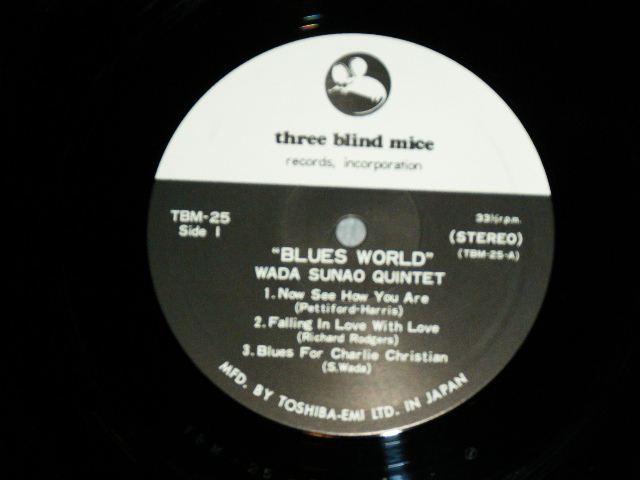 three blind mice
records, incorporation
TBM-25
Side 1
33⅓r.p.m.
(STEREO)
(TBM-25-A)
"BLUES WORLD"
WADA SUNAO QUINTET
1. Now See How You Are
(Pettiford-Harris)
2. Falling In Love With Love
(Richard Rodgers)
3. Blues For Charlie Christian
(S. Wada)
MFD. BY TOSHIBA-EMI LTD. IN JAPAN
TBM-25